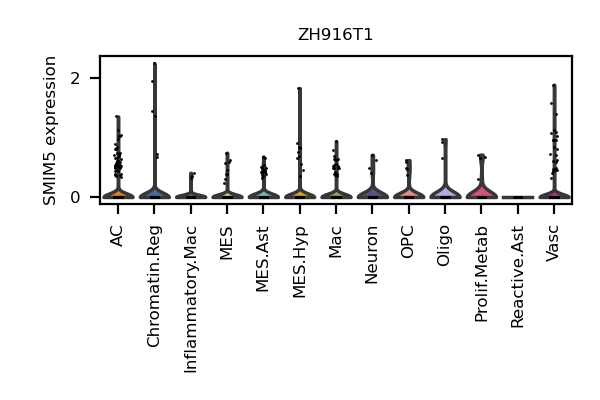 ZH916T1
SMIM5 expression
2
0
AC
Chromatin.Reg
Inflammatory.Mac
MES
MES.Ast
MES.Hyp
Mac
Neuron
OPC
Oligo
Prolif.Metab
Reactive.Ast
Vasc